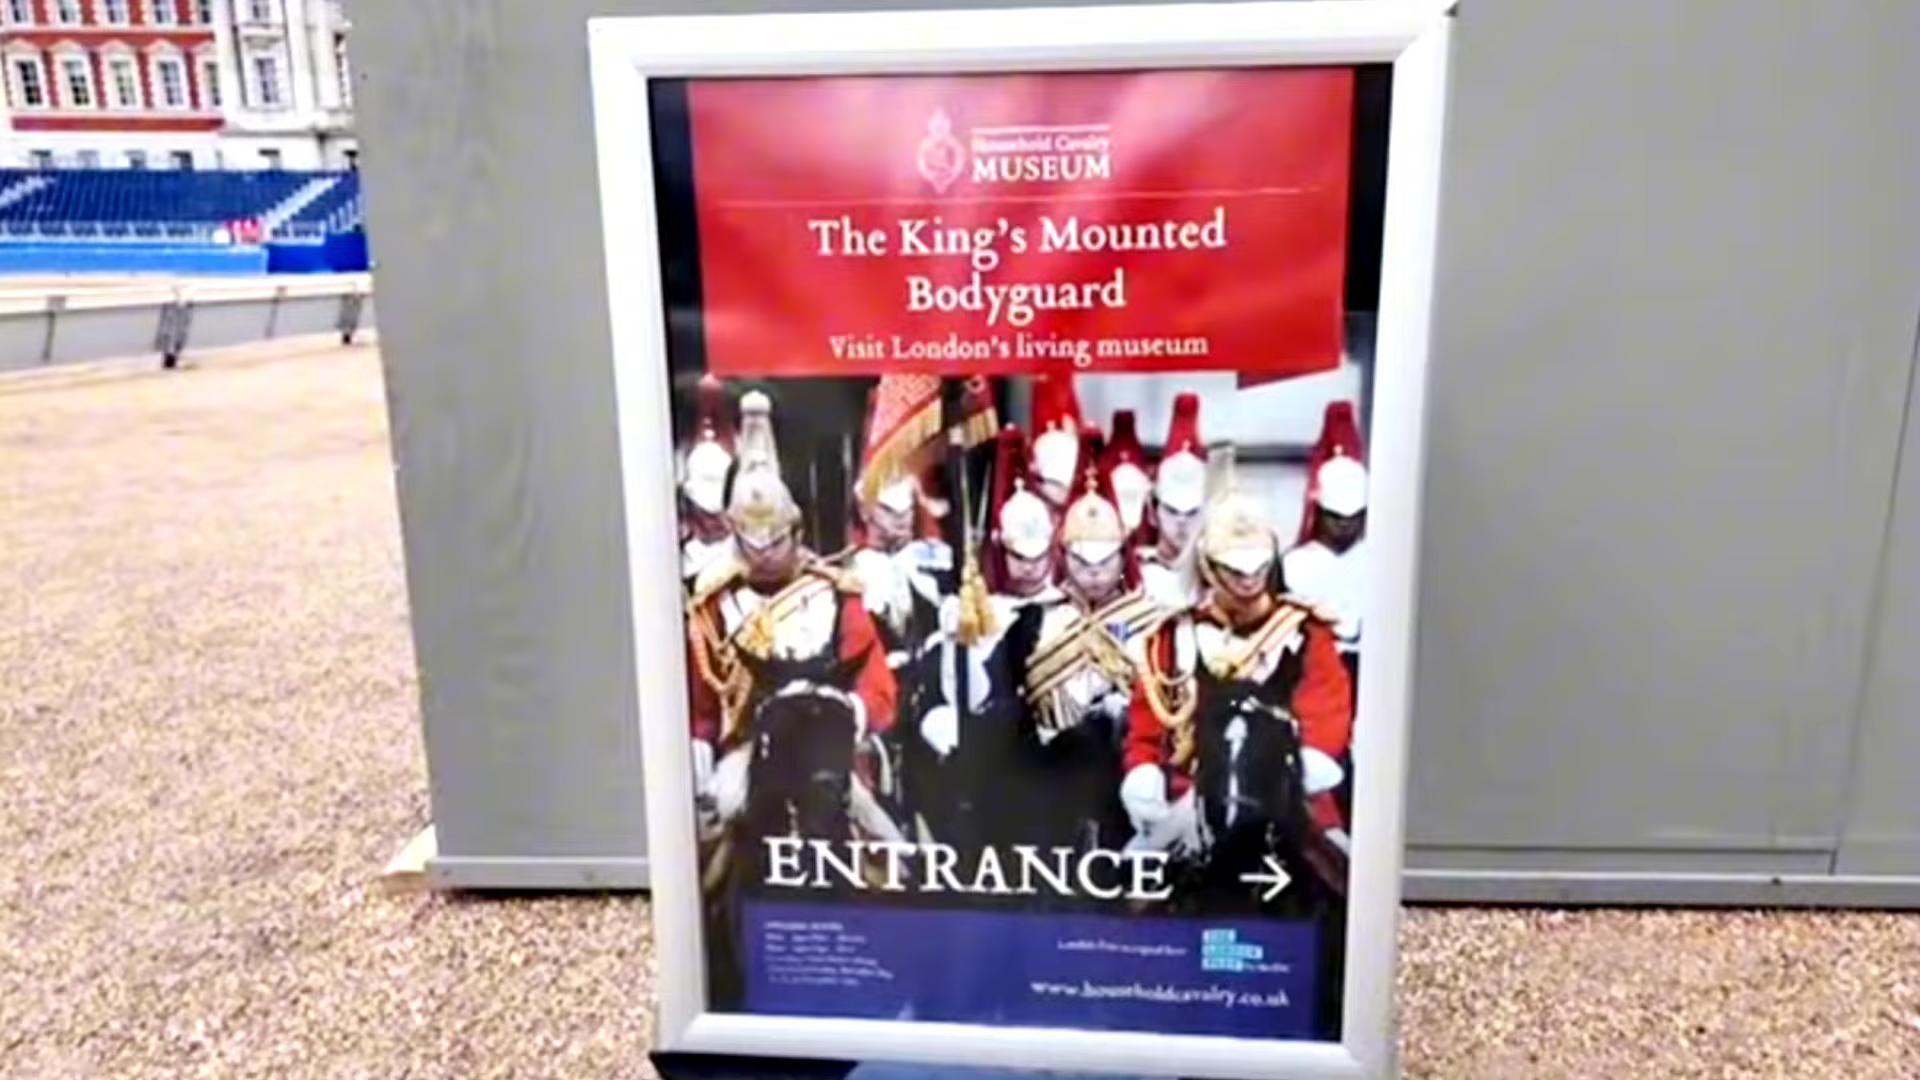 Household Cavalry
MUSEUM
The King's Mounted
Bodyguard
Visit London's living museum
ENTRANCE →
www.householdcavalry.co.uk